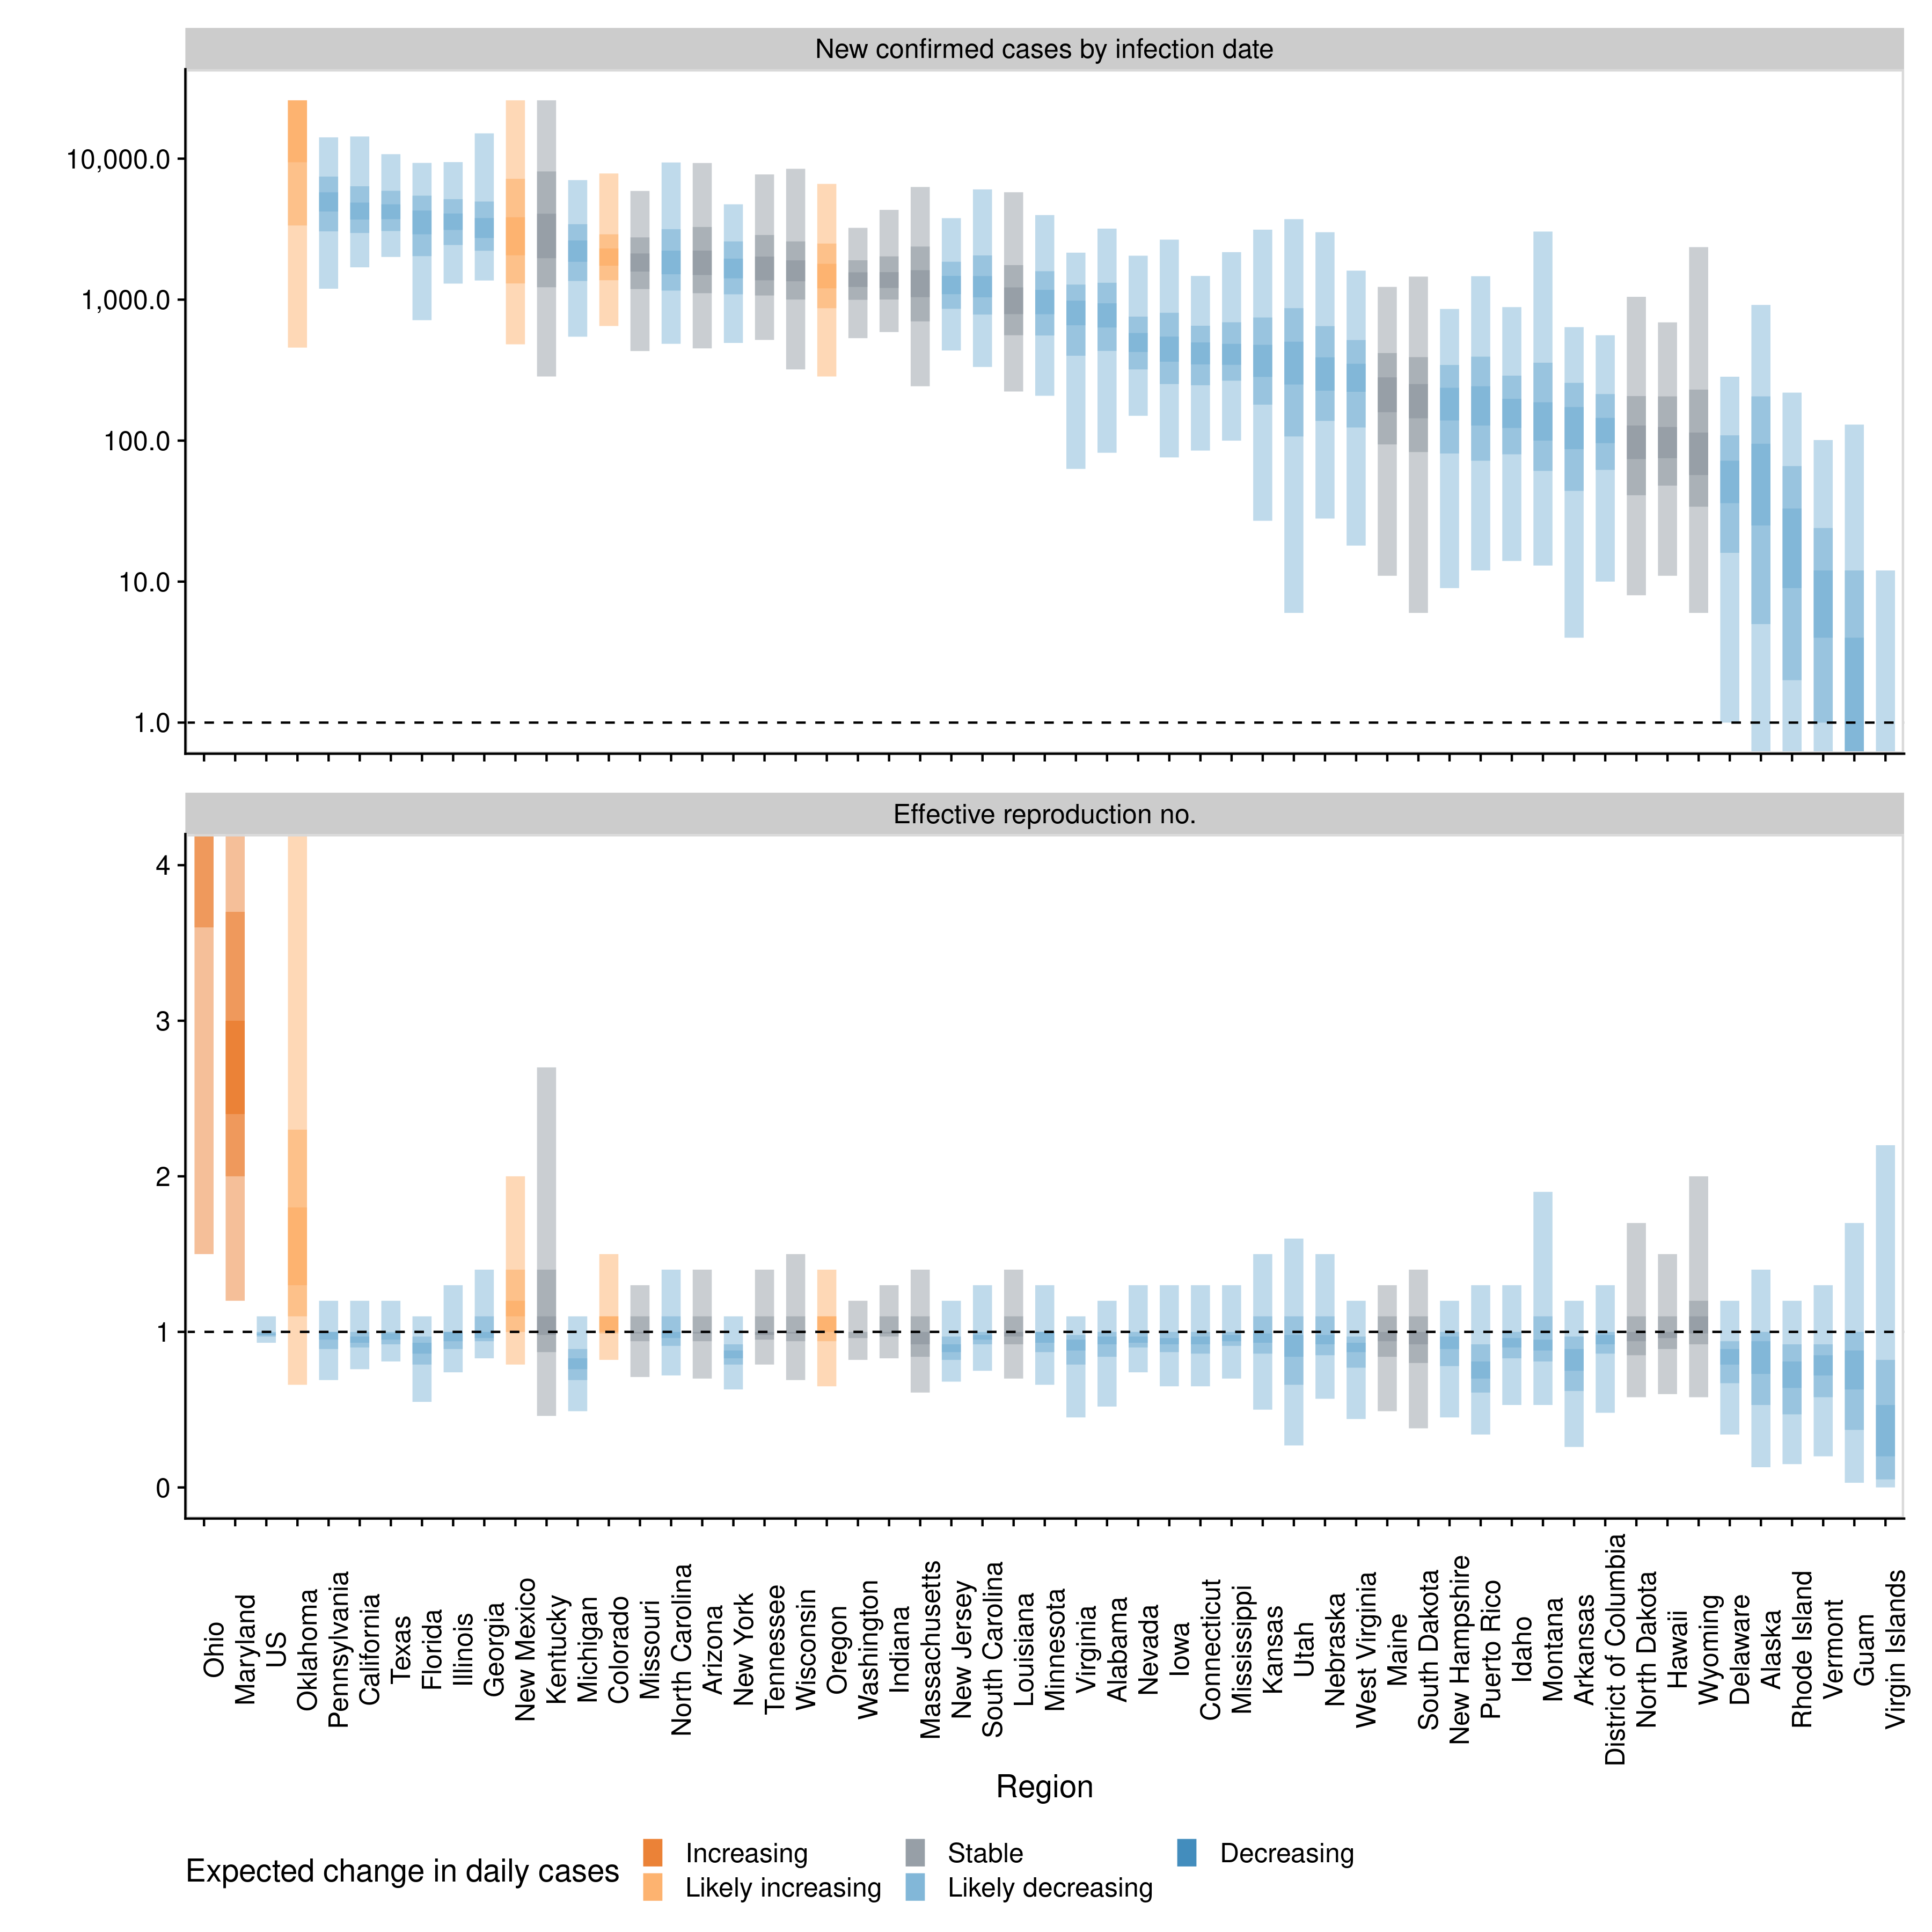 New confirmed cases by infection date
10,000.0
1,000.0
100.0
10.0
1.0
Effective reproduction no.
4
3
2
1
0
Ohio
Maryland
US
Oklahoma
Pennsylvania
California
Texas
Florida
Illinois
Georgia
New Mexico
Kentucky
Michigan
Colorado
Missouri
North Carolina
Arizona
New York
Tennessee
Wisconsin
Oregon
Washington
Indiana
Massachusetts
New Jersey
South Carolina
Louisiana
Minnesota
Virginia
Alabama
Nevada
Iowa
Connecticut
Mississippi
Kansas
Utah
Nebraska
West Virginia
Maine
South Dakota
New Hampshire
Puerto Rico
Idaho
Montana
Arkansas
District of Columbia
North Dakota
Hawaii
Wyoming
Delaware
Alaska
Rhode Island
Vermont
Guam
Virgin Islands
Region
Expected change in daily cases
Increasing
Likely increasing
Stable
Likely decreasing
Decreasing